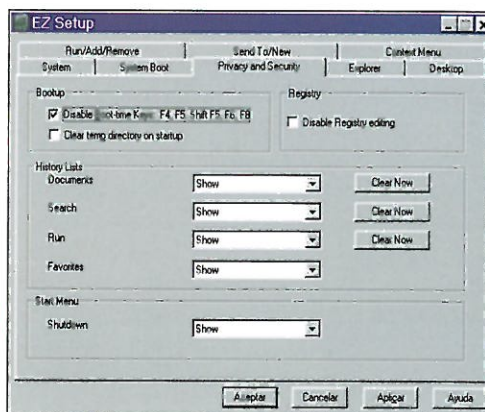 EZ Setup
Run/Add/Remove Send To/New Context Menu
System System Boot Privacy and Security Explorer Desktop
Bootup
Disable Boot-time Keys: F4, F5, Shift F5, F6, F8
Clear temp directory on startup
Registry
Disable Registry editing
History Lists
Documents Show Clear Now
Search Show Clear Now
Run Show Clear Now
Favorites Show
Start Menu
Shutdown Show
Aceptar Cancelar Aplicar Ayuda